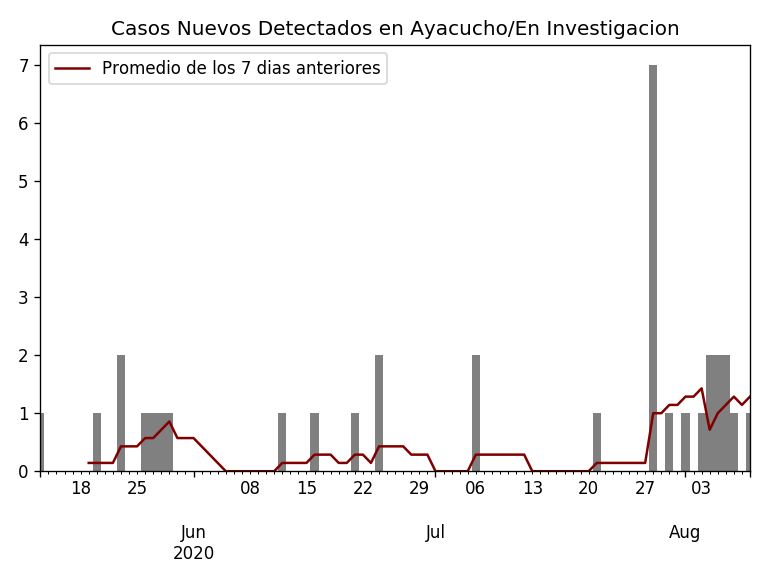 Casos Nuevos Detectados en Ayacucho/En Investigacion
Promedio de los 7 dias anteriores
7
6
5
4
3
2
1
0
18 25 08 15 22 29 06 13 20 27 03
Jun Jul Aug
2020